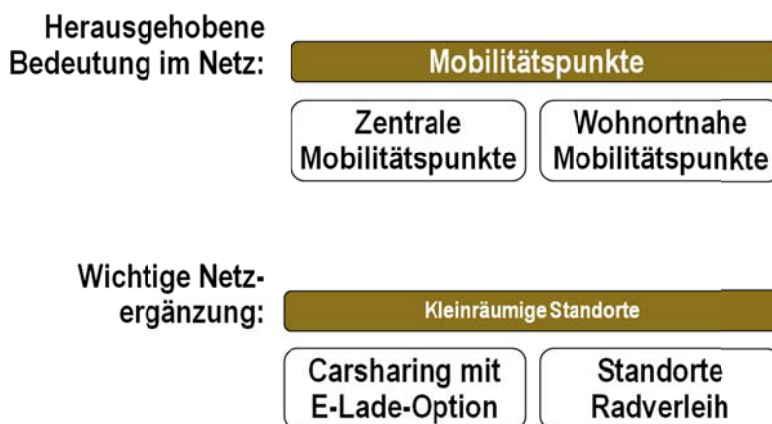 Herausgehobene
Bedeutung im Netz:
Mobilitätspunkte
Zentrale
Mobilitätspunkte
Wohnortnahe
Mobilitätspunkte
Wichtige Netz-
ergänzung:
Kleinräumige Standorte
Carsharing mit
E-Lade-Option
Standorte
Radverleih